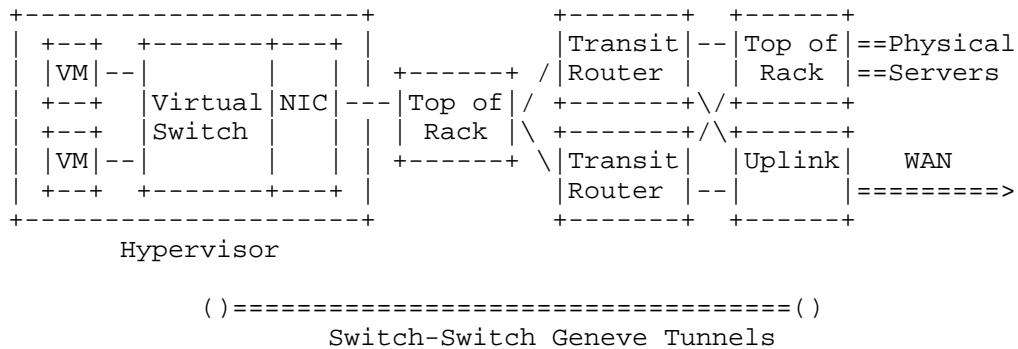 Transit Top of Physical
VM Router Rack Servers
Virtual NIC Top of
Switch Rack
VM Transit Uplink WAN
Router
Hypervisor
Switch-Switch Geneve Tunnels